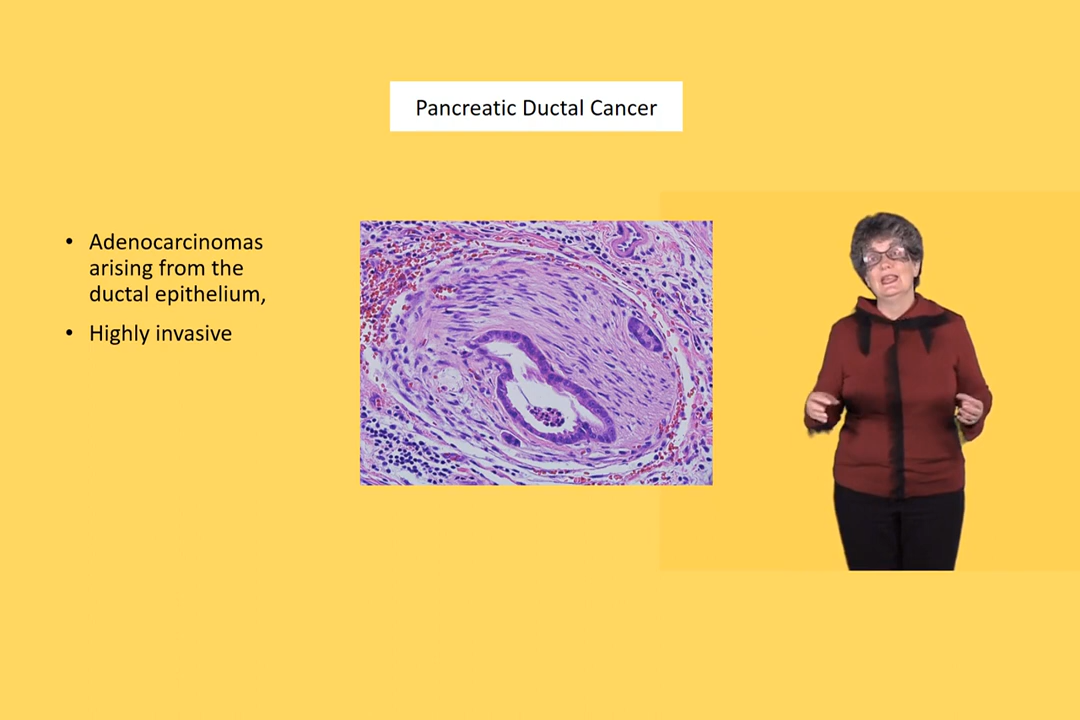 Pancreatic Ductal Cancer
• Adenocarcinomas
arising from the
ductal epithelium,
• Highly invasive